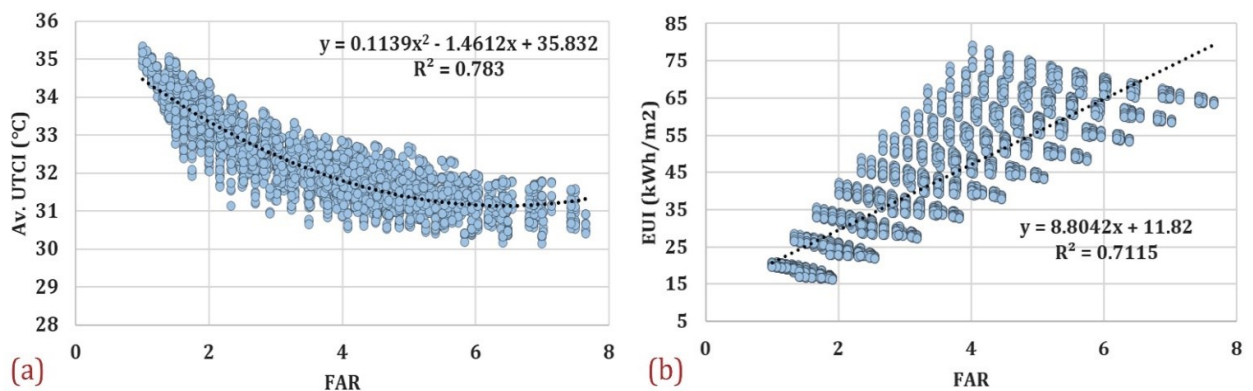 36
35
34
33
32
31
30
29
28
Av. UTCI (°C)
y = 0.1139x² - 1.4612x + 35.832
R² = 0.783
0 2 4 6 8
FAR
(a)
85
75
65
55
45
35
25
15
5
EUI (kWh/m2)
y = 8.8042x + 11.82
R² = 0.7115
0 2 4 6 8
FAR
(b)